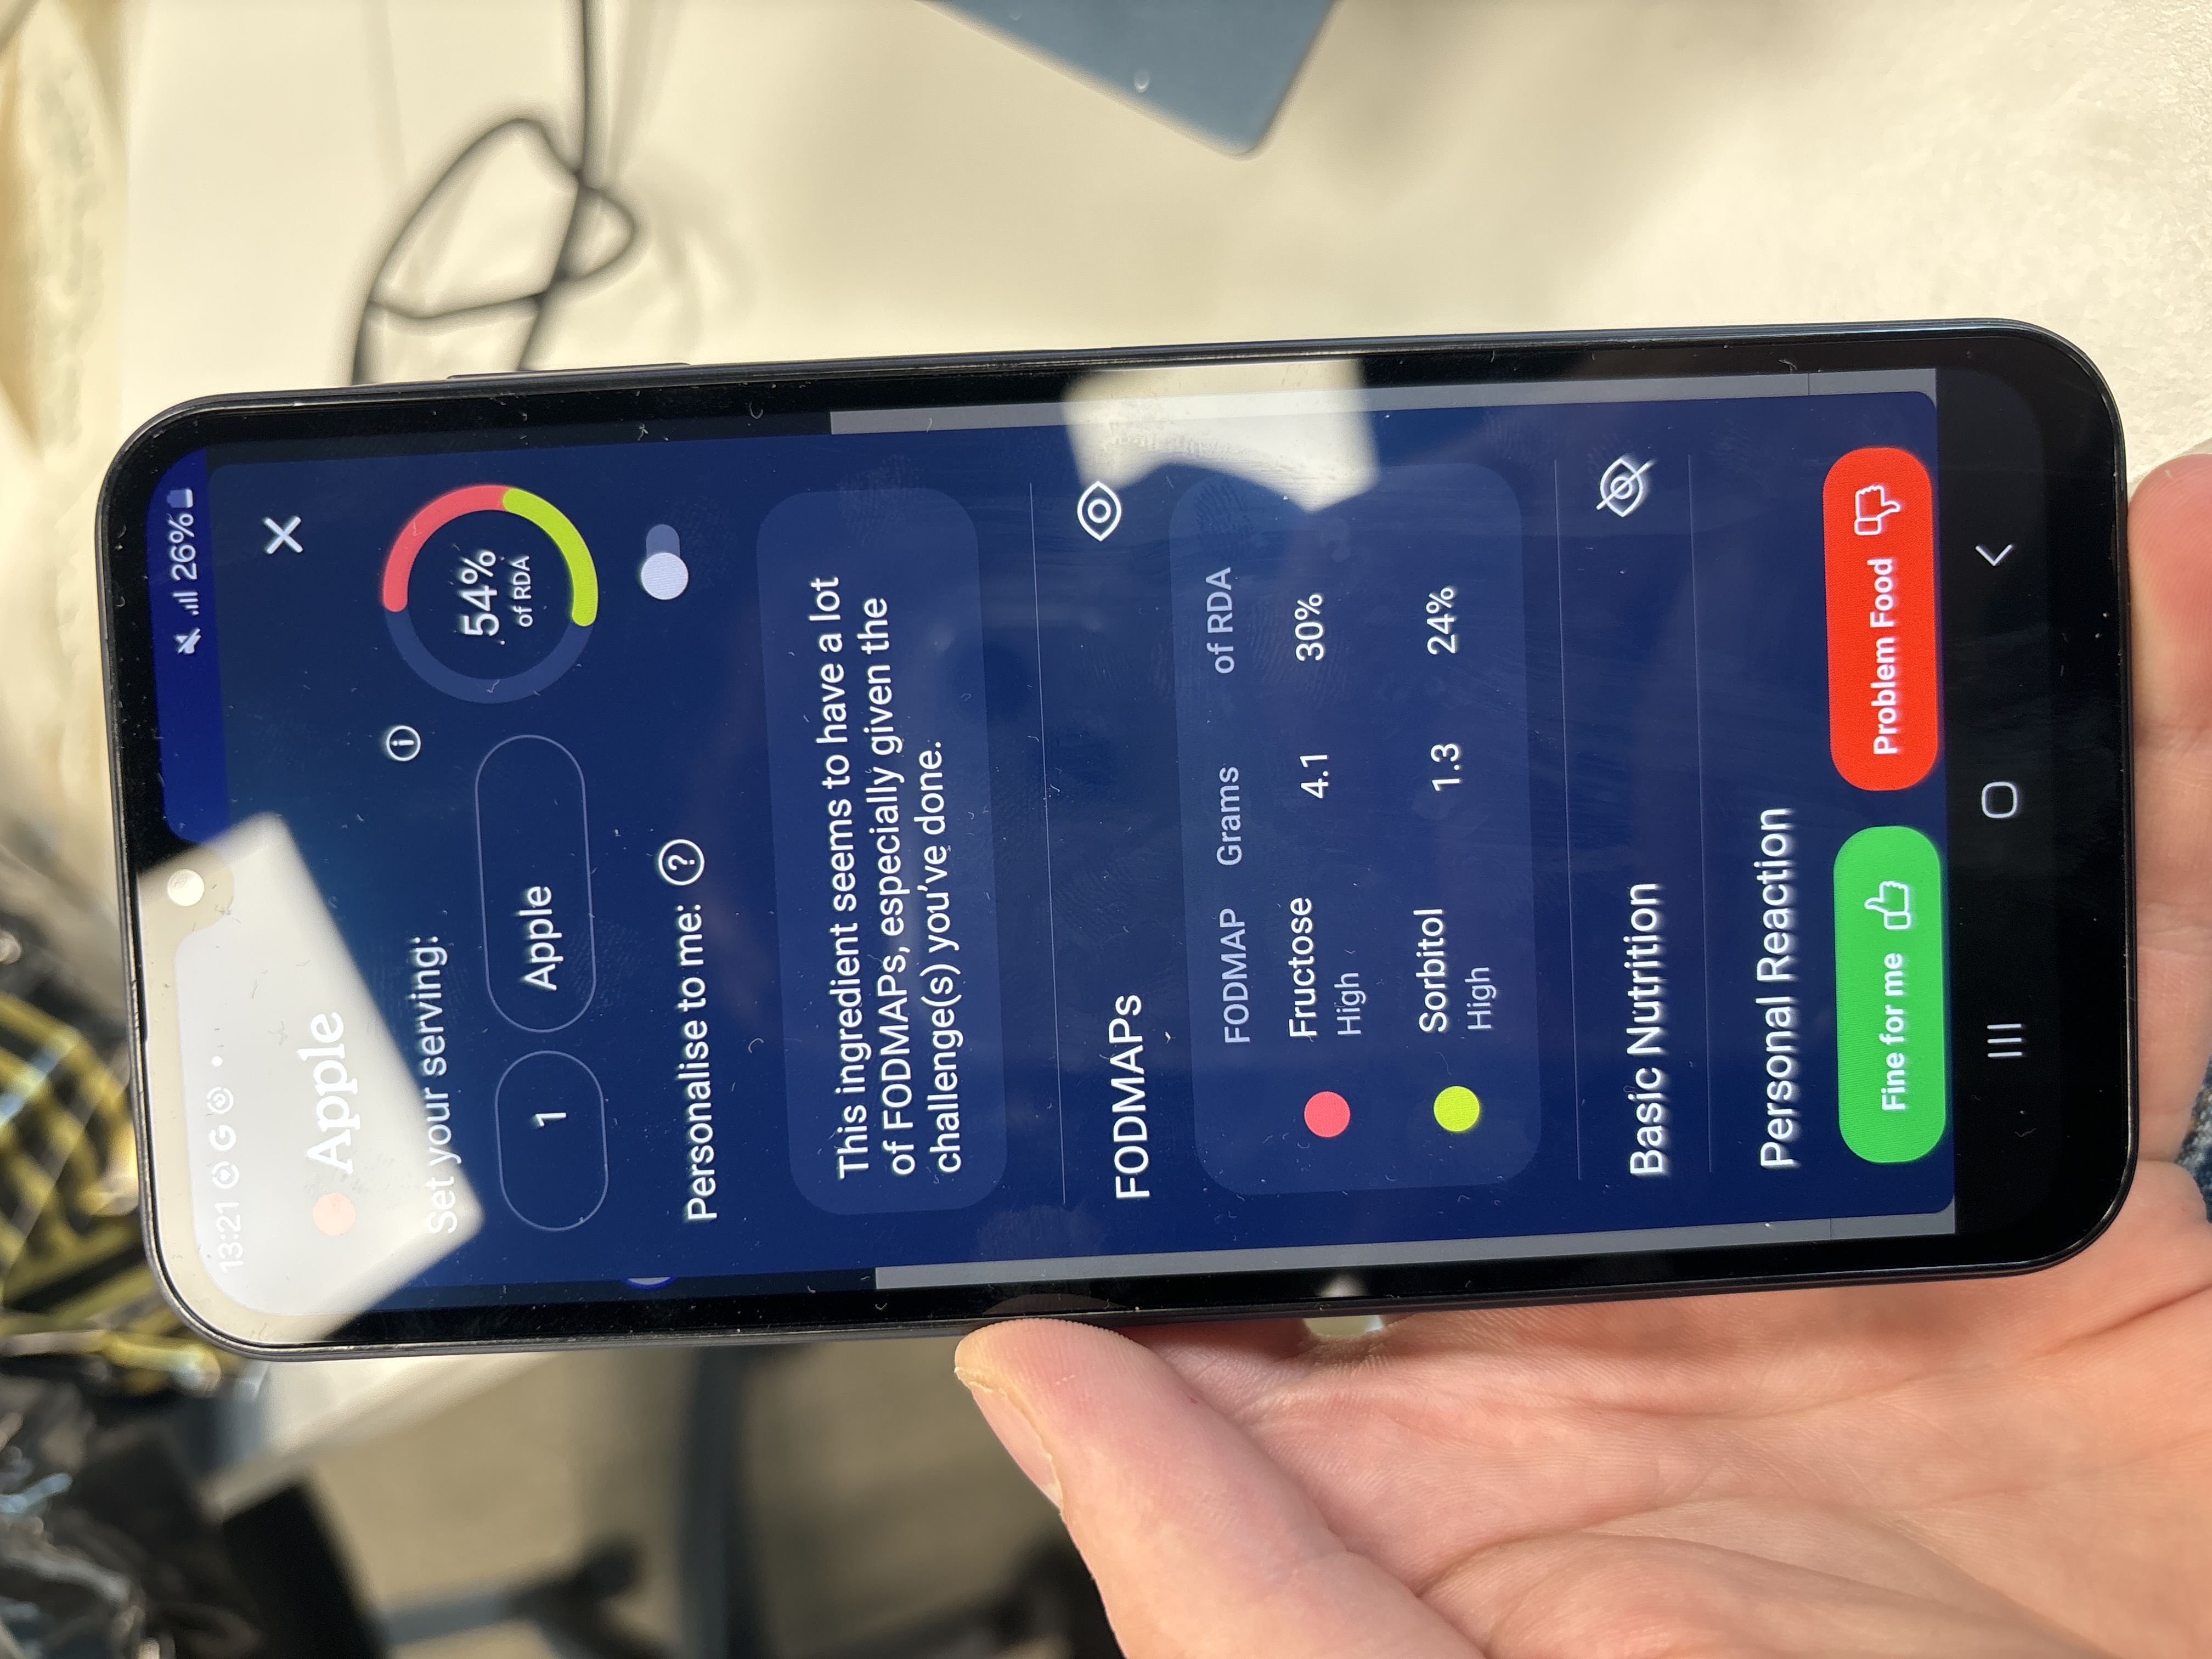 13:21 G 26%
Apple
Set your serving:
1 Apple
54%
of RDA
Personalise to me: ?
This ingredient seems to have a lot
of FODMAPs, especially given the
challenge(s) you've done.
FODMAPs
FODMAP Grams of RDA
Fructose 4.1 30%
High
Sorbitol 1.3 24%
High
Basic Nutrition
Personal Reaction
Fine for me
Problem Food